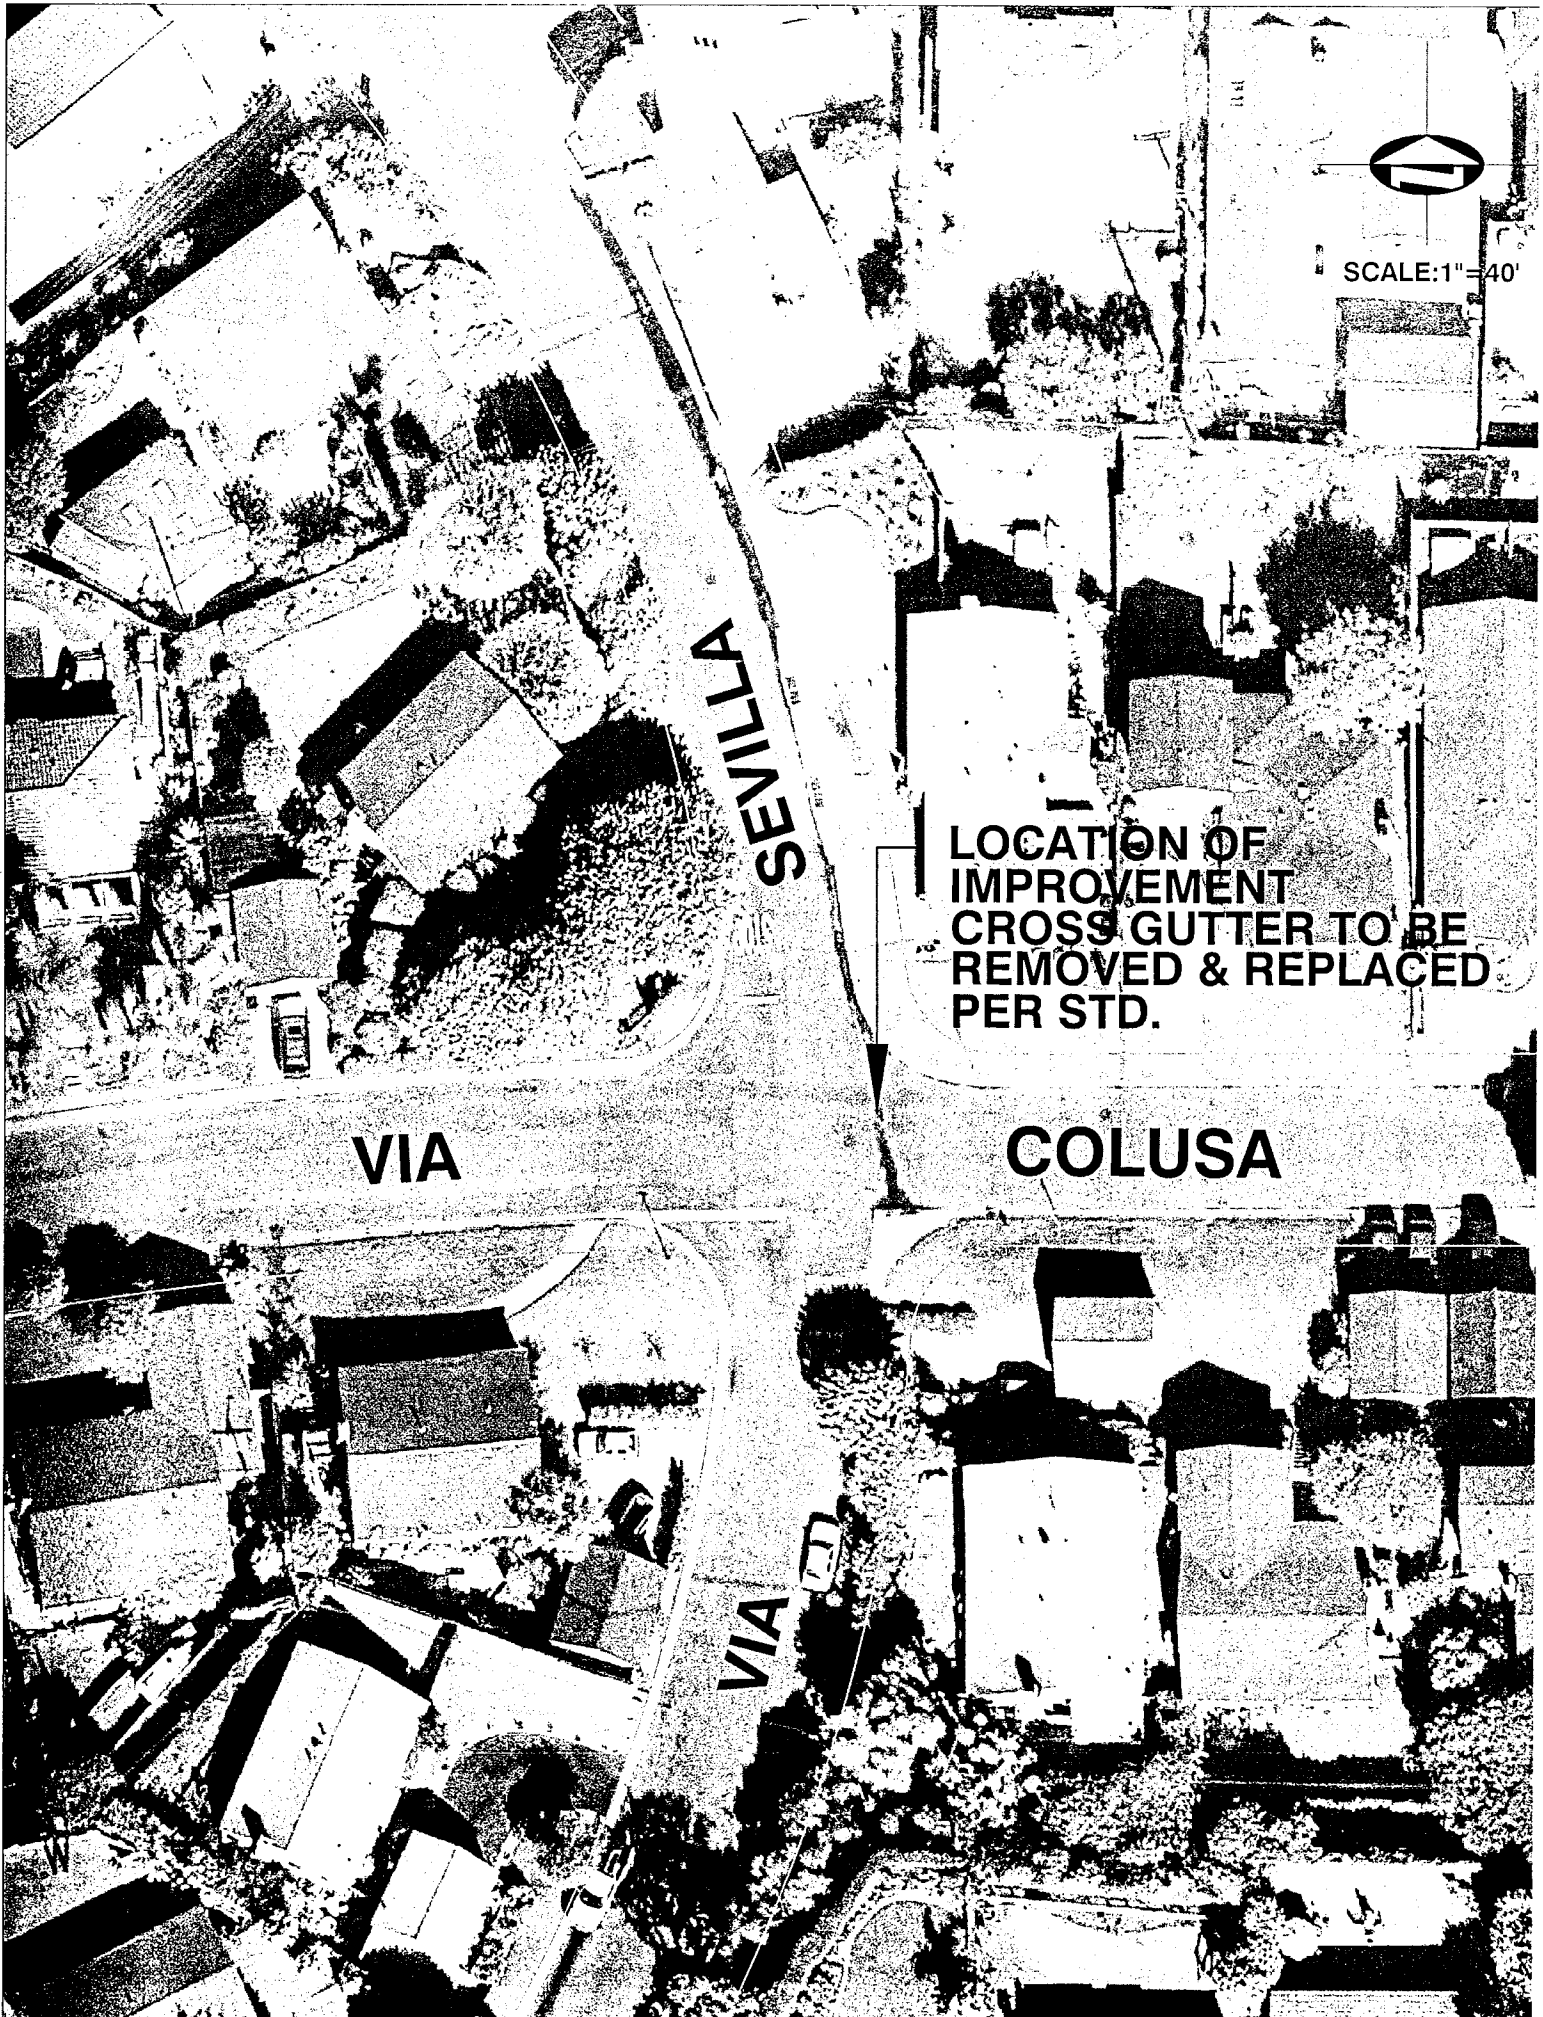 SCALE:1"=40'
SEVILLA
LOCATION OF
IMPROVEMENT
CROSS GUTTER TO BE
REMOVED & REPLACED
PER STD.
VIA
COLUSA
VIA